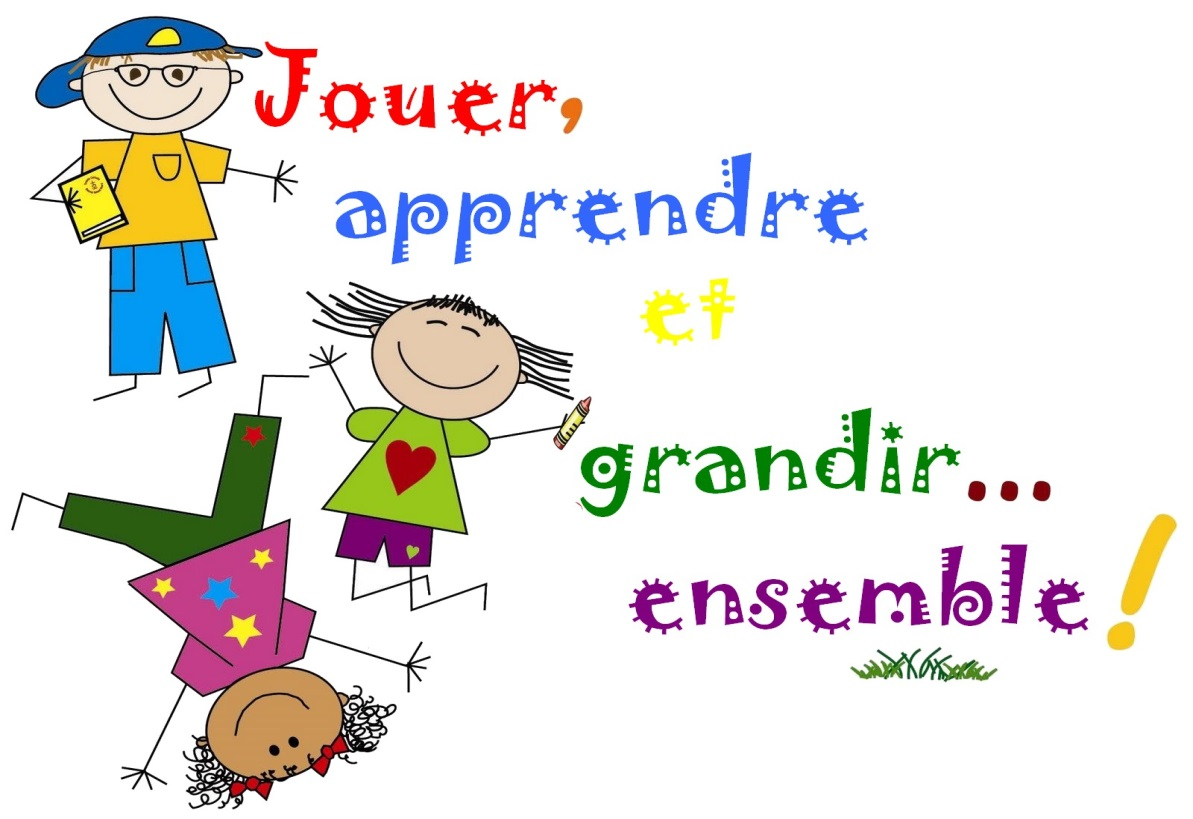 Jouer,
apprendre
et
grandir...
ensemble!